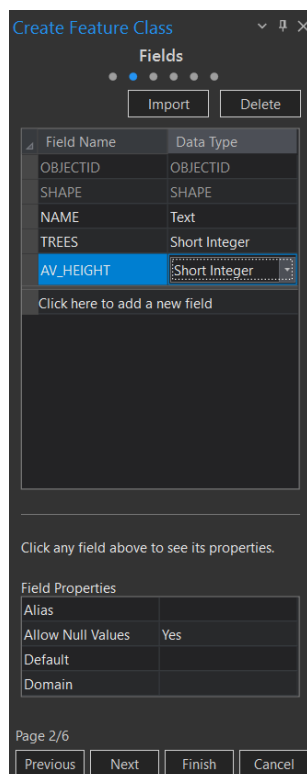 Create Feature Class
Fields
Import Delete
Field Name Data Type
OBJECTID OBJECTID
SHAPE SHAPE
NAME Text
TREES Short Integer
AV_HEIGHT Short Integer
Click here to add a new field
Click any field above to see its properties.
Field Properties
Alias
Allow Null Values Yes
Default
Domain
Page 2/6
Previous Next Finish Cancel